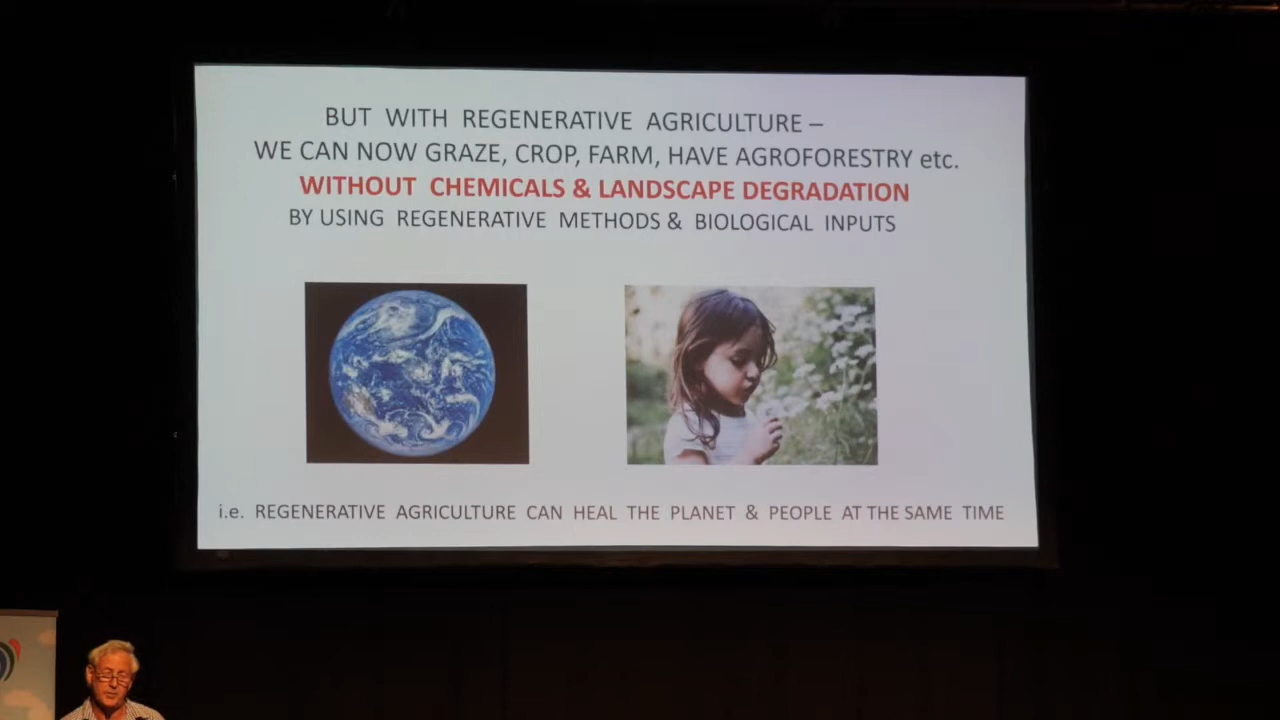 BUT WITH REGENERATIVE AGRICULTURE –
WE CAN NOW GRAZE, CROP, FARM, HAVE AGROFORESTRY etc.
WITHOUT CHEMICALS & LANDSCAPE DEGRADATION
BY USING REGENERATIVE METHODS & BIOLOGICAL INPUTS
i.e. REGENERATIVE AGRICULTURE CAN HEAL THE PLANET & PEOPLE AT THE SAME TIME